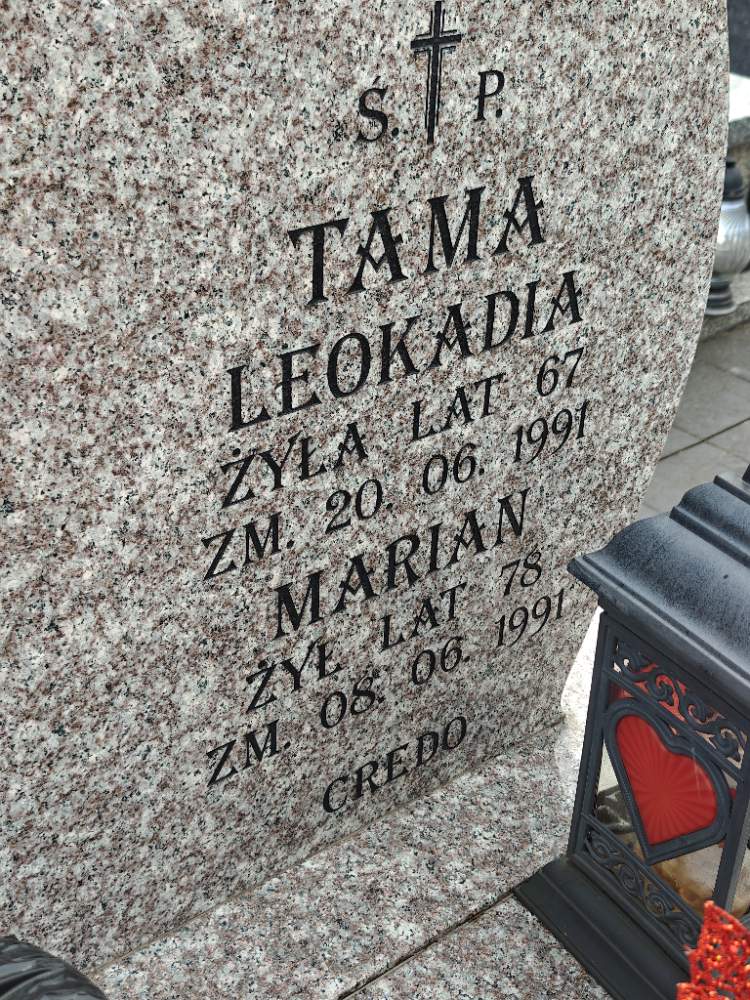 Ś. P.
TAMA
LEOKADIA
ŻYŁA LAT 67
ZM. 20. 06. 1991
MARIAN
ŻYŁ LAT 78
ZM. 08. 06. 1991
CREDO